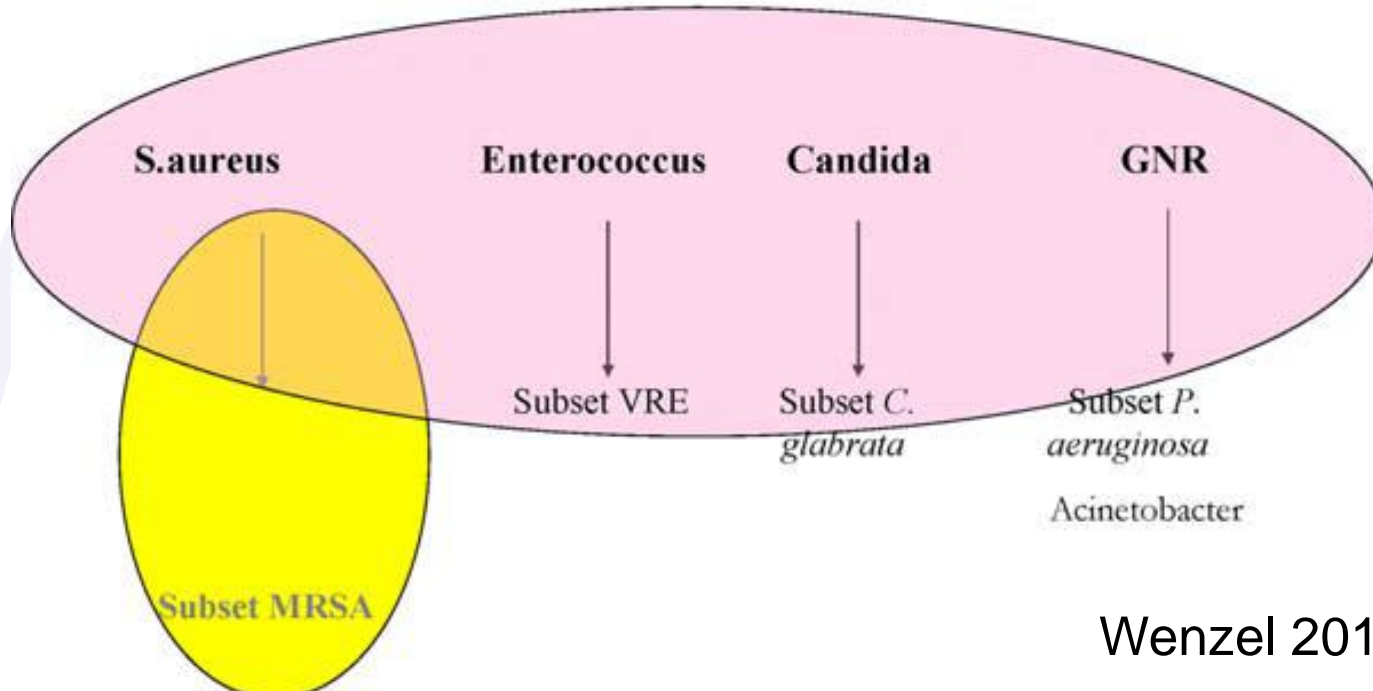 S.aureus Enterococcus Candida GNR
Subset VRE Subset C. Subset P.
glabrata aeruginosa
Acinetobacter
Subset MRSA
Wenzel 201